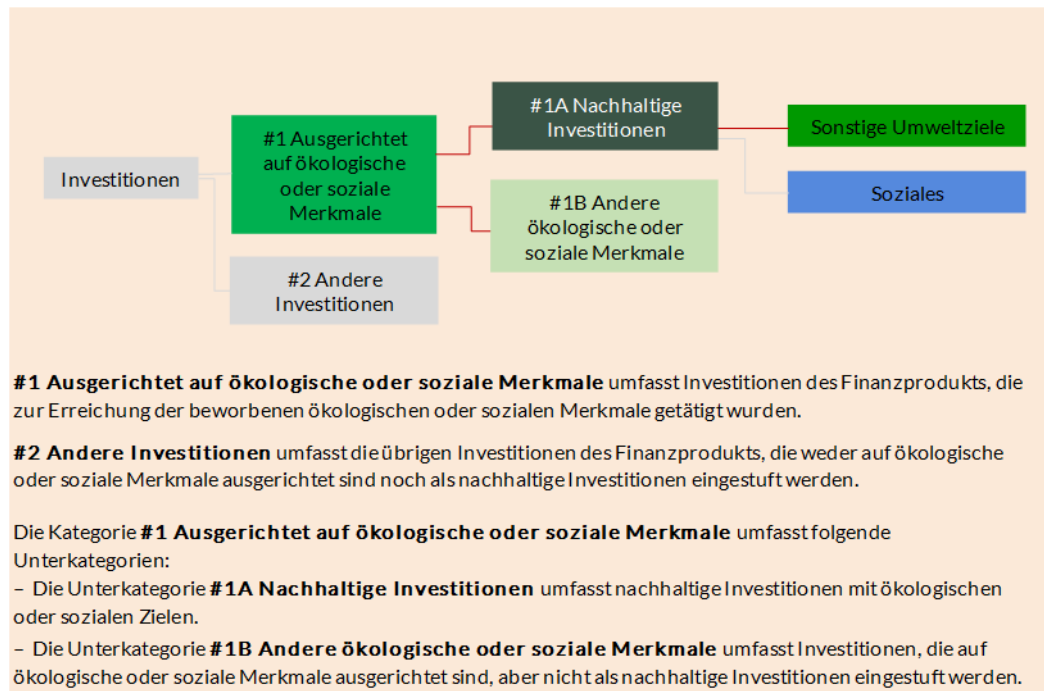 Investitionen
#1 Ausgerichtet
auf ökologische
oder soziale
Merkmale
#2 Andere
Investitionen
#1A Nachhaltige
Investitionen
#1B Andere
ökologische oder
soziale Merkmale
Sonstige Umweltziele
Soziales
#1 Ausgerichtet auf ökologische oder soziale Merkmale umfasst Investitionen des Finanzprodukts, die
zur Erreichung der beworbenen ökologischen oder sozialen Merkmale getätigt wurden.
#2 Andere Investitionen umfasst die übrigen Investitionen des Finanzprodukts, die weder auf ökologische
oder soziale Merkmale ausgerichtet sind noch als nachhaltige Investitionen eingestuft werden.
Die Kategorie #1 Ausgerichtet auf ökologische oder soziale Merkmale umfasst folgende
Unterkategorien:
– Die Unterkategorie #1A Nachhaltige Investitionen umfasst nachhaltige Investitionen mit ökologischen
oder sozialen Zielen.
– Die Unterkategorie #1B Andere ökologische oder soziale Merkmale umfasst Investitionen, die auf
ökologische oder soziale Merkmale ausgerichtet sind, aber nicht als nachhaltige Investitionen eingestuft werden.